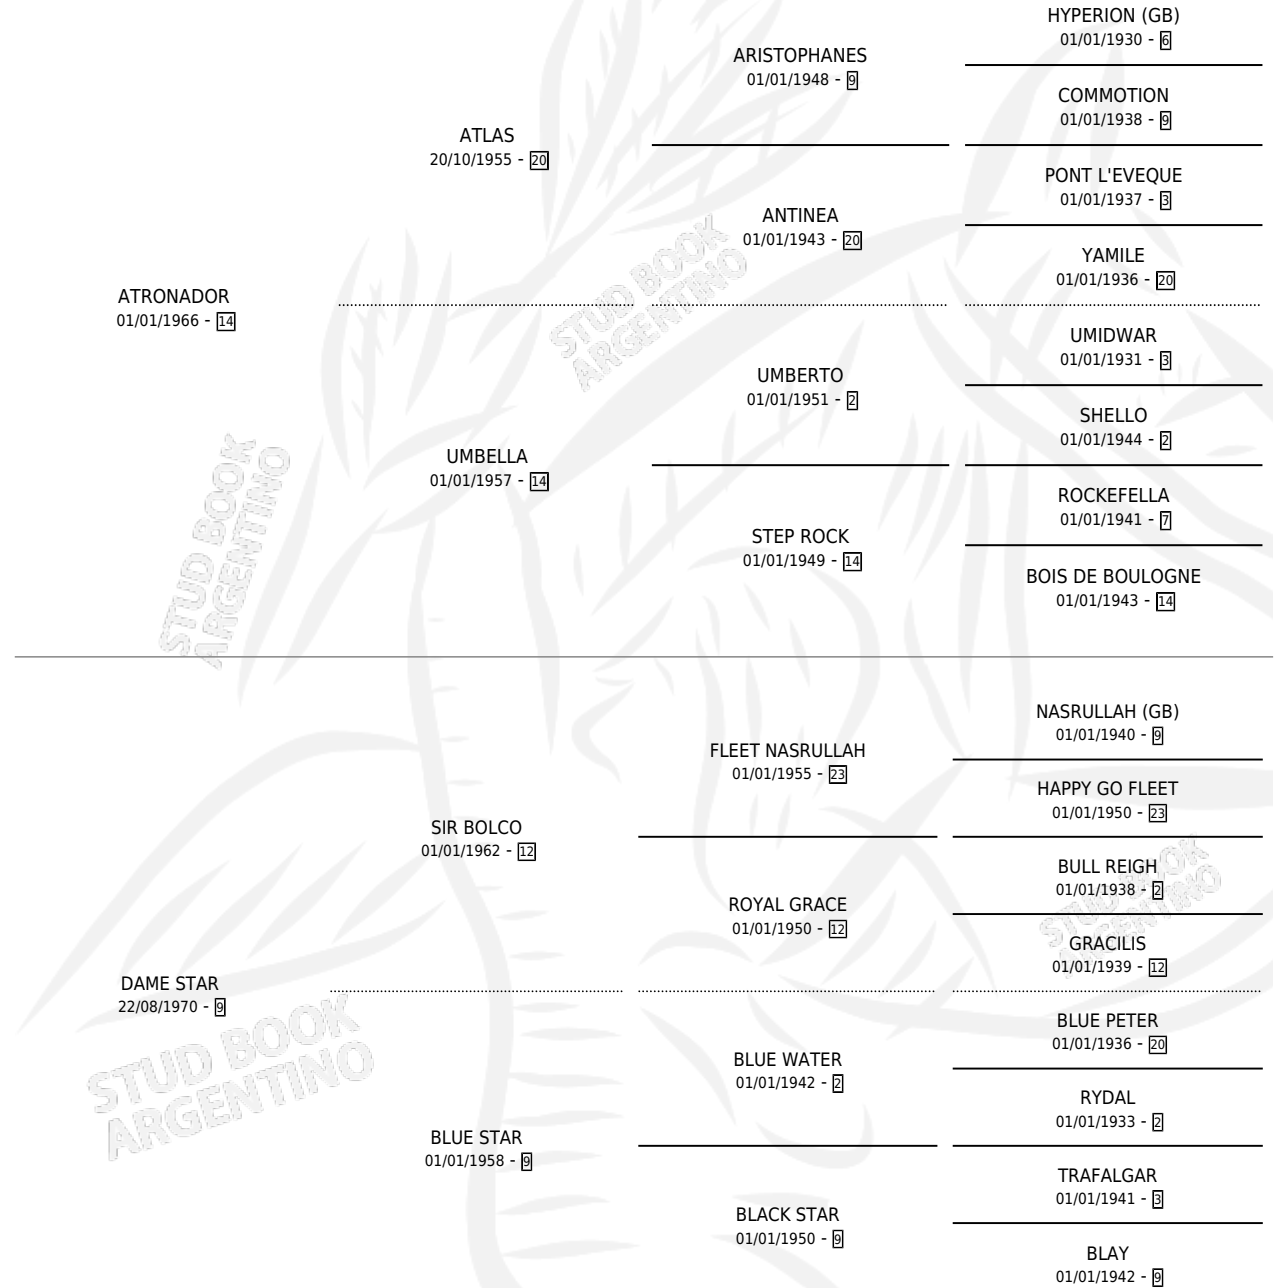 HYPERION (GB)
01/01/1930 - 6
ARISTOPHANES
01/01/1948 - 9
COMMOTION
01/01/1938 - 9
ATLAS
20/10/1955 - 20
PONT L'EVEQUE
01/01/1937 - 3
ANTINEA
01/01/1943 - 20
YAMILE
01/01/1936 - 20
ATRONADOR
01/01/1966 - 14
UMIDWAR
01/01/1931 - 3
UMBERTO
01/01/1951 - 2
SHELLO
01/01/1944 - 2
UMBELLA
01/01/1957 - 14
ROCKEFELLA
01/01/1941 - 7
STEP ROCK
01/01/1949 - 14
BOIS DE BOULOGNE
01/01/1943 - 14
NASRULLAH (GB)
01/01/1940 - 9
FLEET NASRULLAH
01/01/1955 - 23
HAPPY GO FLEET
01/01/1950 - 23
SIR BOLCO
01/01/1962 - 12
BULL REIGH
01/01/1938 - 2
ROYAL GRACE
01/01/1950 - 12
GRACILIS
01/01/1939 - 12
DAME STAR
22/08/1970 - 9
BLUE PETER
01/01/1936 - 20
BLUE WATER
01/01/1942 - 2
RYDAL
01/01/1933 - 2
BLUE STAR
01/01/1958 - 9
TRAFALGAR
01/01/1941 - 3
BLACK STAR
01/01/1950 - 9
BLAY
01/01/1942 - 9
STUD BOOK
ARGENTINO
STUD BOOK
ARGENTINO
STUD BOOK
ARGENTINO
STUD BOOK
ARGENTINO